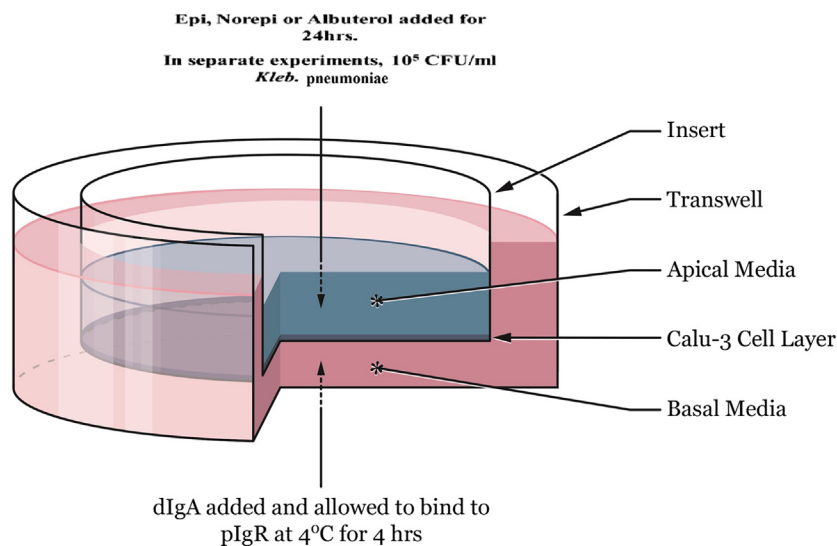 Epi, Norepi or Albuterol added for
24hrs.
In separate experiments, 10⁵ CFU/ml
Kleb. pneumoniae
Insert
Transwell
Apical Media
*
Calu-3 Cell Layer
*
Basal Media
dIgA added and allowed to bind to
pIgR at 4°C for 4 hrs